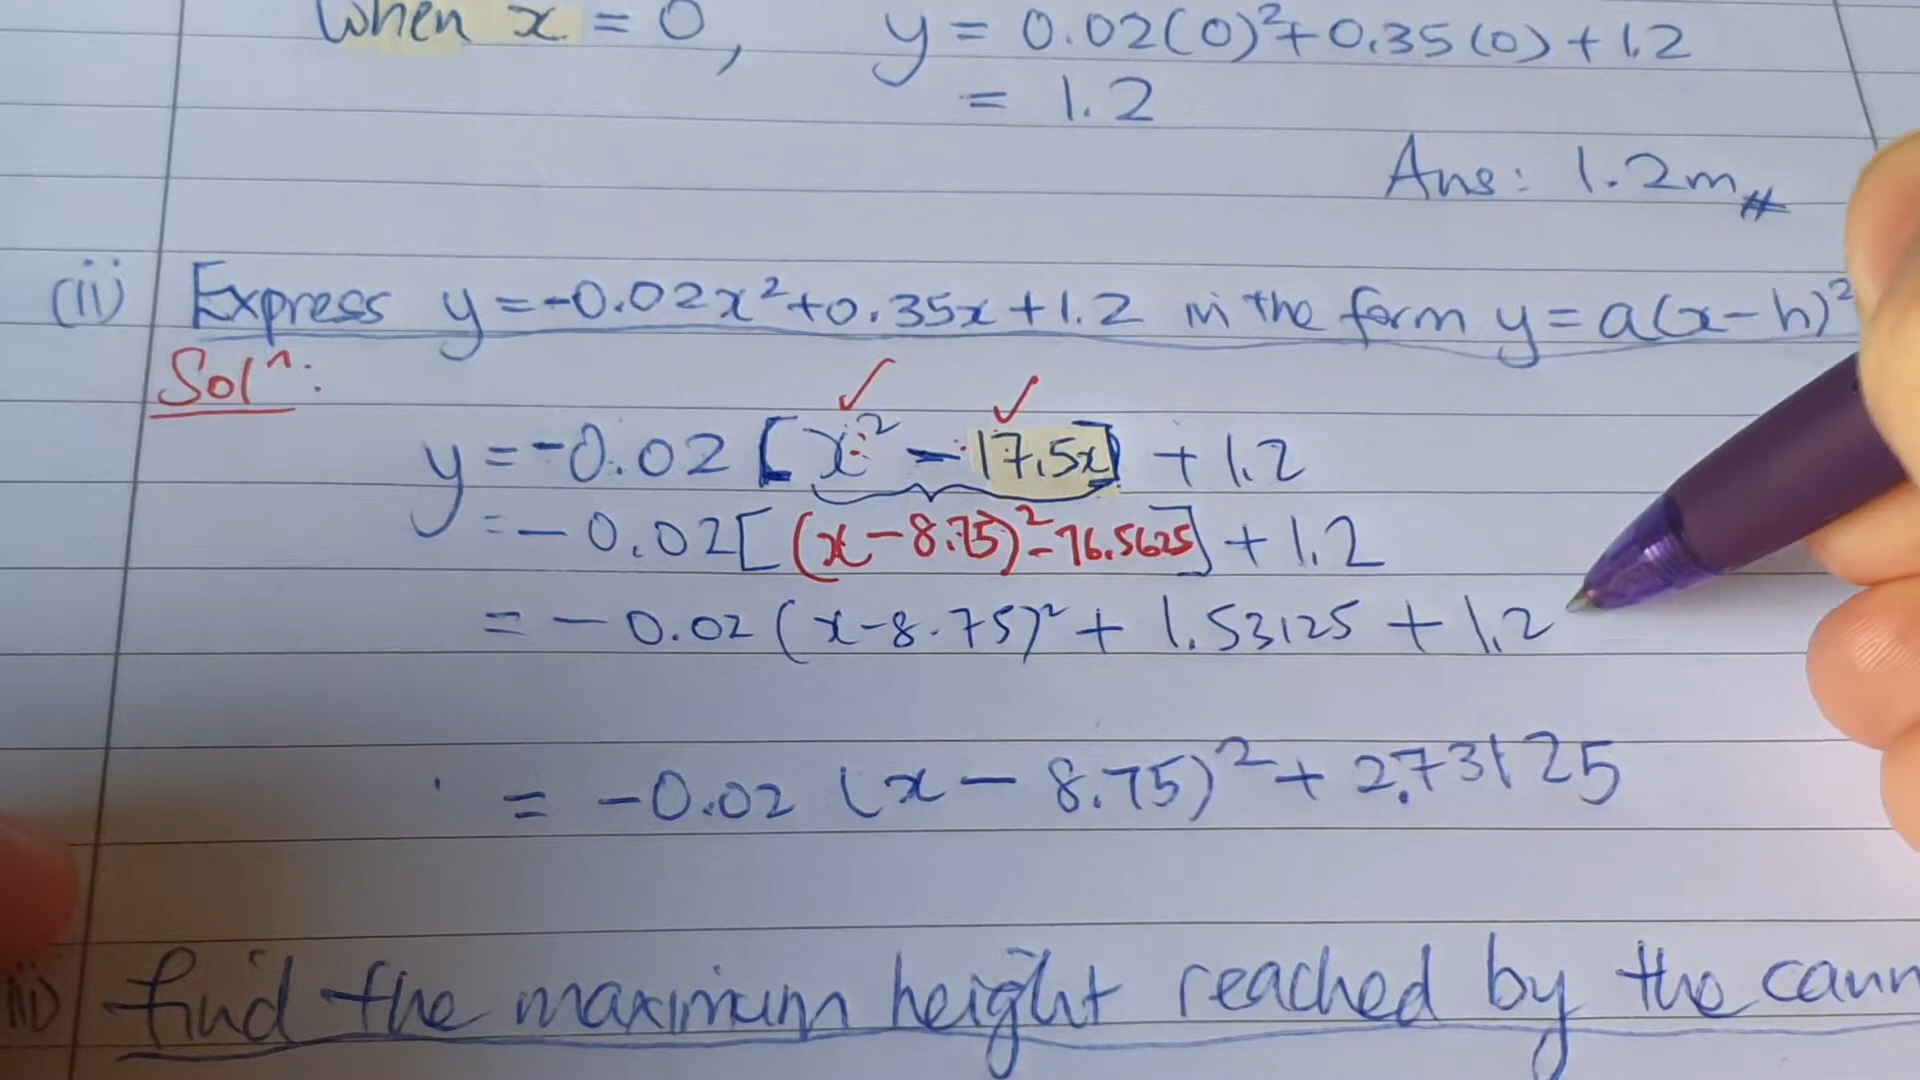 When x = 0, y = 0.02(0)²+0.35(0)+1.2
= 1.2
Ans: 1.2m#
(ii) Express y=-0.02x²+0.35x+1.2 in the form y=a(x-h)²
Solⁿ:
y=-0.02[x²-17.5x]+1.2
=-0.02[(x-8.75)²-76.5625]+1.2
=-0.02(x-8.75)²+1.53125+1.2
=-0.02(x-8.75)²+2.73125
find the maximum height reached by the